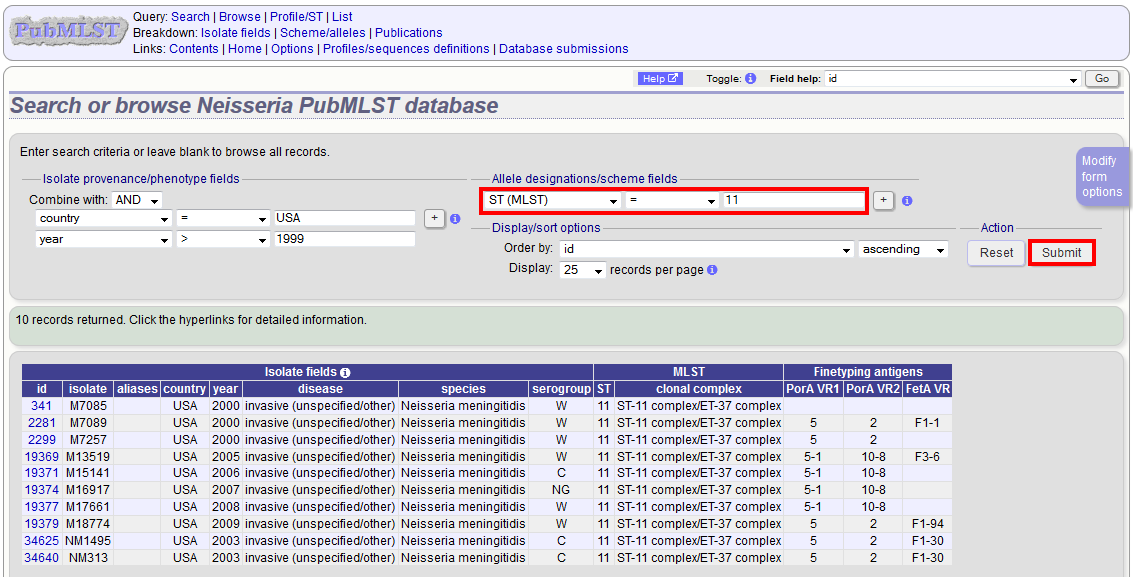 PubMLST
Query: Search | Browse | Profile/ST | List
Breakdown: Isolate fields | Scheme/alleles | Publications
Links: Contents | Home | Options | Profiles/sequences definitions | Database submissions
Help Toggle: i Field help: id Go
Search or browse Neisseria PubMLST database
Enter search criteria or leave blank to browse all records.
Modify form options
Isolate provenance/phenotype fields
Combine with: AND
country = USA + i
year > 1999
Allele designations/scheme fields
ST (MLST) = 11 + i
Display/sort options
Order by: id ascending
Display: 25 records per page i
Action
Reset Submit
10 records returned. Click the hyperlinks for detailed information.
Isolate fields i MLST Finetyping antigens
id isolate aliases country year disease species serogroup ST clonal complex PorA VR1 PorA VR2 FetA VR
341 M7085 USA 2000 invasive (unspecified/other) Neisseria meningitidis W 11 ST-11 complex/ET-37 complex
2281 M7089 USA 2000 invasive (unspecified/other) Neisseria meningitidis W 11 ST-11 complex/ET-37 complex 5 2 F1-1
2299 M7257 USA 2000 invasive (unspecified/other) Neisseria meningitidis W 11 ST-11 complex/ET-37 complex 5 2
19369 M13519 USA 2005 invasive (unspecified/other) Neisseria meningitidis W 11 ST-11 complex/ET-37 complex 5-1 10-8 F3-6
19371 M15141 USA 2006 invasive (unspecified/other) Neisseria meningitidis C 11 ST-11 complex/ET-37 complex 5-1 10-8
19374 M16917 USA 2007 invasive (unspecified/other) Neisseria meningitidis NG 11 ST-11 complex/ET-37 complex 5-1 10-8
19377 M17661 USA 2008 invasive (unspecified/other) Neisseria meningitidis W 11 ST-11 complex/ET-37 complex 5-1 10-8
19379 M18774 USA 2009 invasive (unspecified/other) Neisseria meningitidis W 11 ST-11 complex/ET-37 complex 5 2 F1-94
34625 NM1495 USA 2003 invasive (unspecified/other) Neisseria meningitidis C 11 ST-11 complex/ET-37 complex 5 2 F1-30
34640 NM313 USA 2003 invasive (unspecified/other) Neisseria meningitidis C 11 ST-11 complex/ET-37 complex 5 2 F1-30